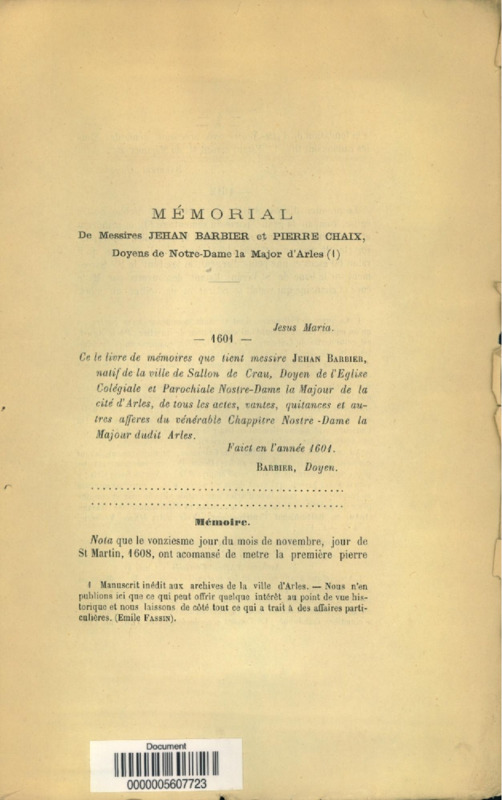 MÉMORIAL
De Messires JEHAN BARBIER et PIERRE CHAIX,
Doyens de Notre-Dame la Major d'Arles (1)
Jesus Maria.
— 1601 —
Ce le livre de mémoires que tient messire JEHAN BARBIER,
natif de la ville de Sallon de Crau, Doyen de l'Eglise
Colégiale et Parochiale Nostre-Dame la Majour de la
cité d'Arles, de tous les actes, vantes, quitances et au-
tres afferes du vénérable Chappitre Nostre-Dame la
Majour dudit Arles.
Faict en l'année 1601.
BARBIER, Doyen.
Mémoire.
Nota que le vonziesme jour du mois de novembre, jour de
St Martin, 1608, ont acomansé de metre la première pierre
1 Manuscrit inédit aux archives de la ville d'Arles. — Nous n'en
publions ici que ce qui peut offrir quelque intérêt au point de vue his-
torique et nous laissons de côté tout ce qui a trait à des affaires parti-
culières. (Emile FASSIN).
Document
0000005607723